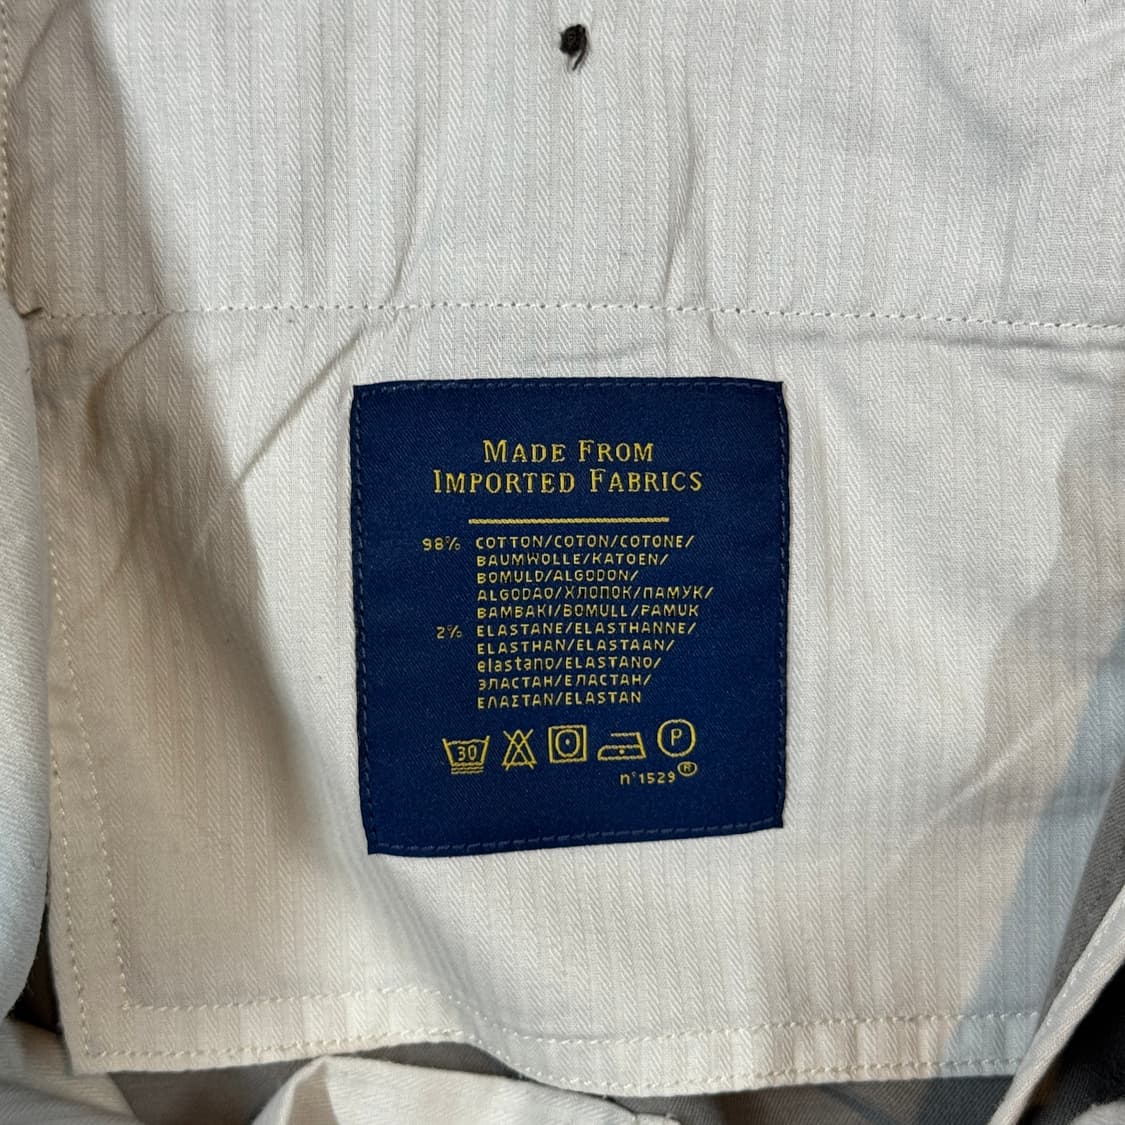 MADE FROM
IMPORTED FABRICS
98% COTTON/COTON/COTONE/
BAUMWOLLE/KATOEN/
BOMULD/ALGODON/
ALGODAO/ХЛОПОК/ПАМУК/
BAMBAKI/BOMULL/PAMUK
2% ELASTANE/ELASTHANNE/
ELASTHAN/ELASTAAN/
elastano/ELASTANO/
ЭЛАСТАН/ЕЛАСТАН/
ΕΛΑΣΤΑΝ/ELASTAN
30 P
n°1529 ®